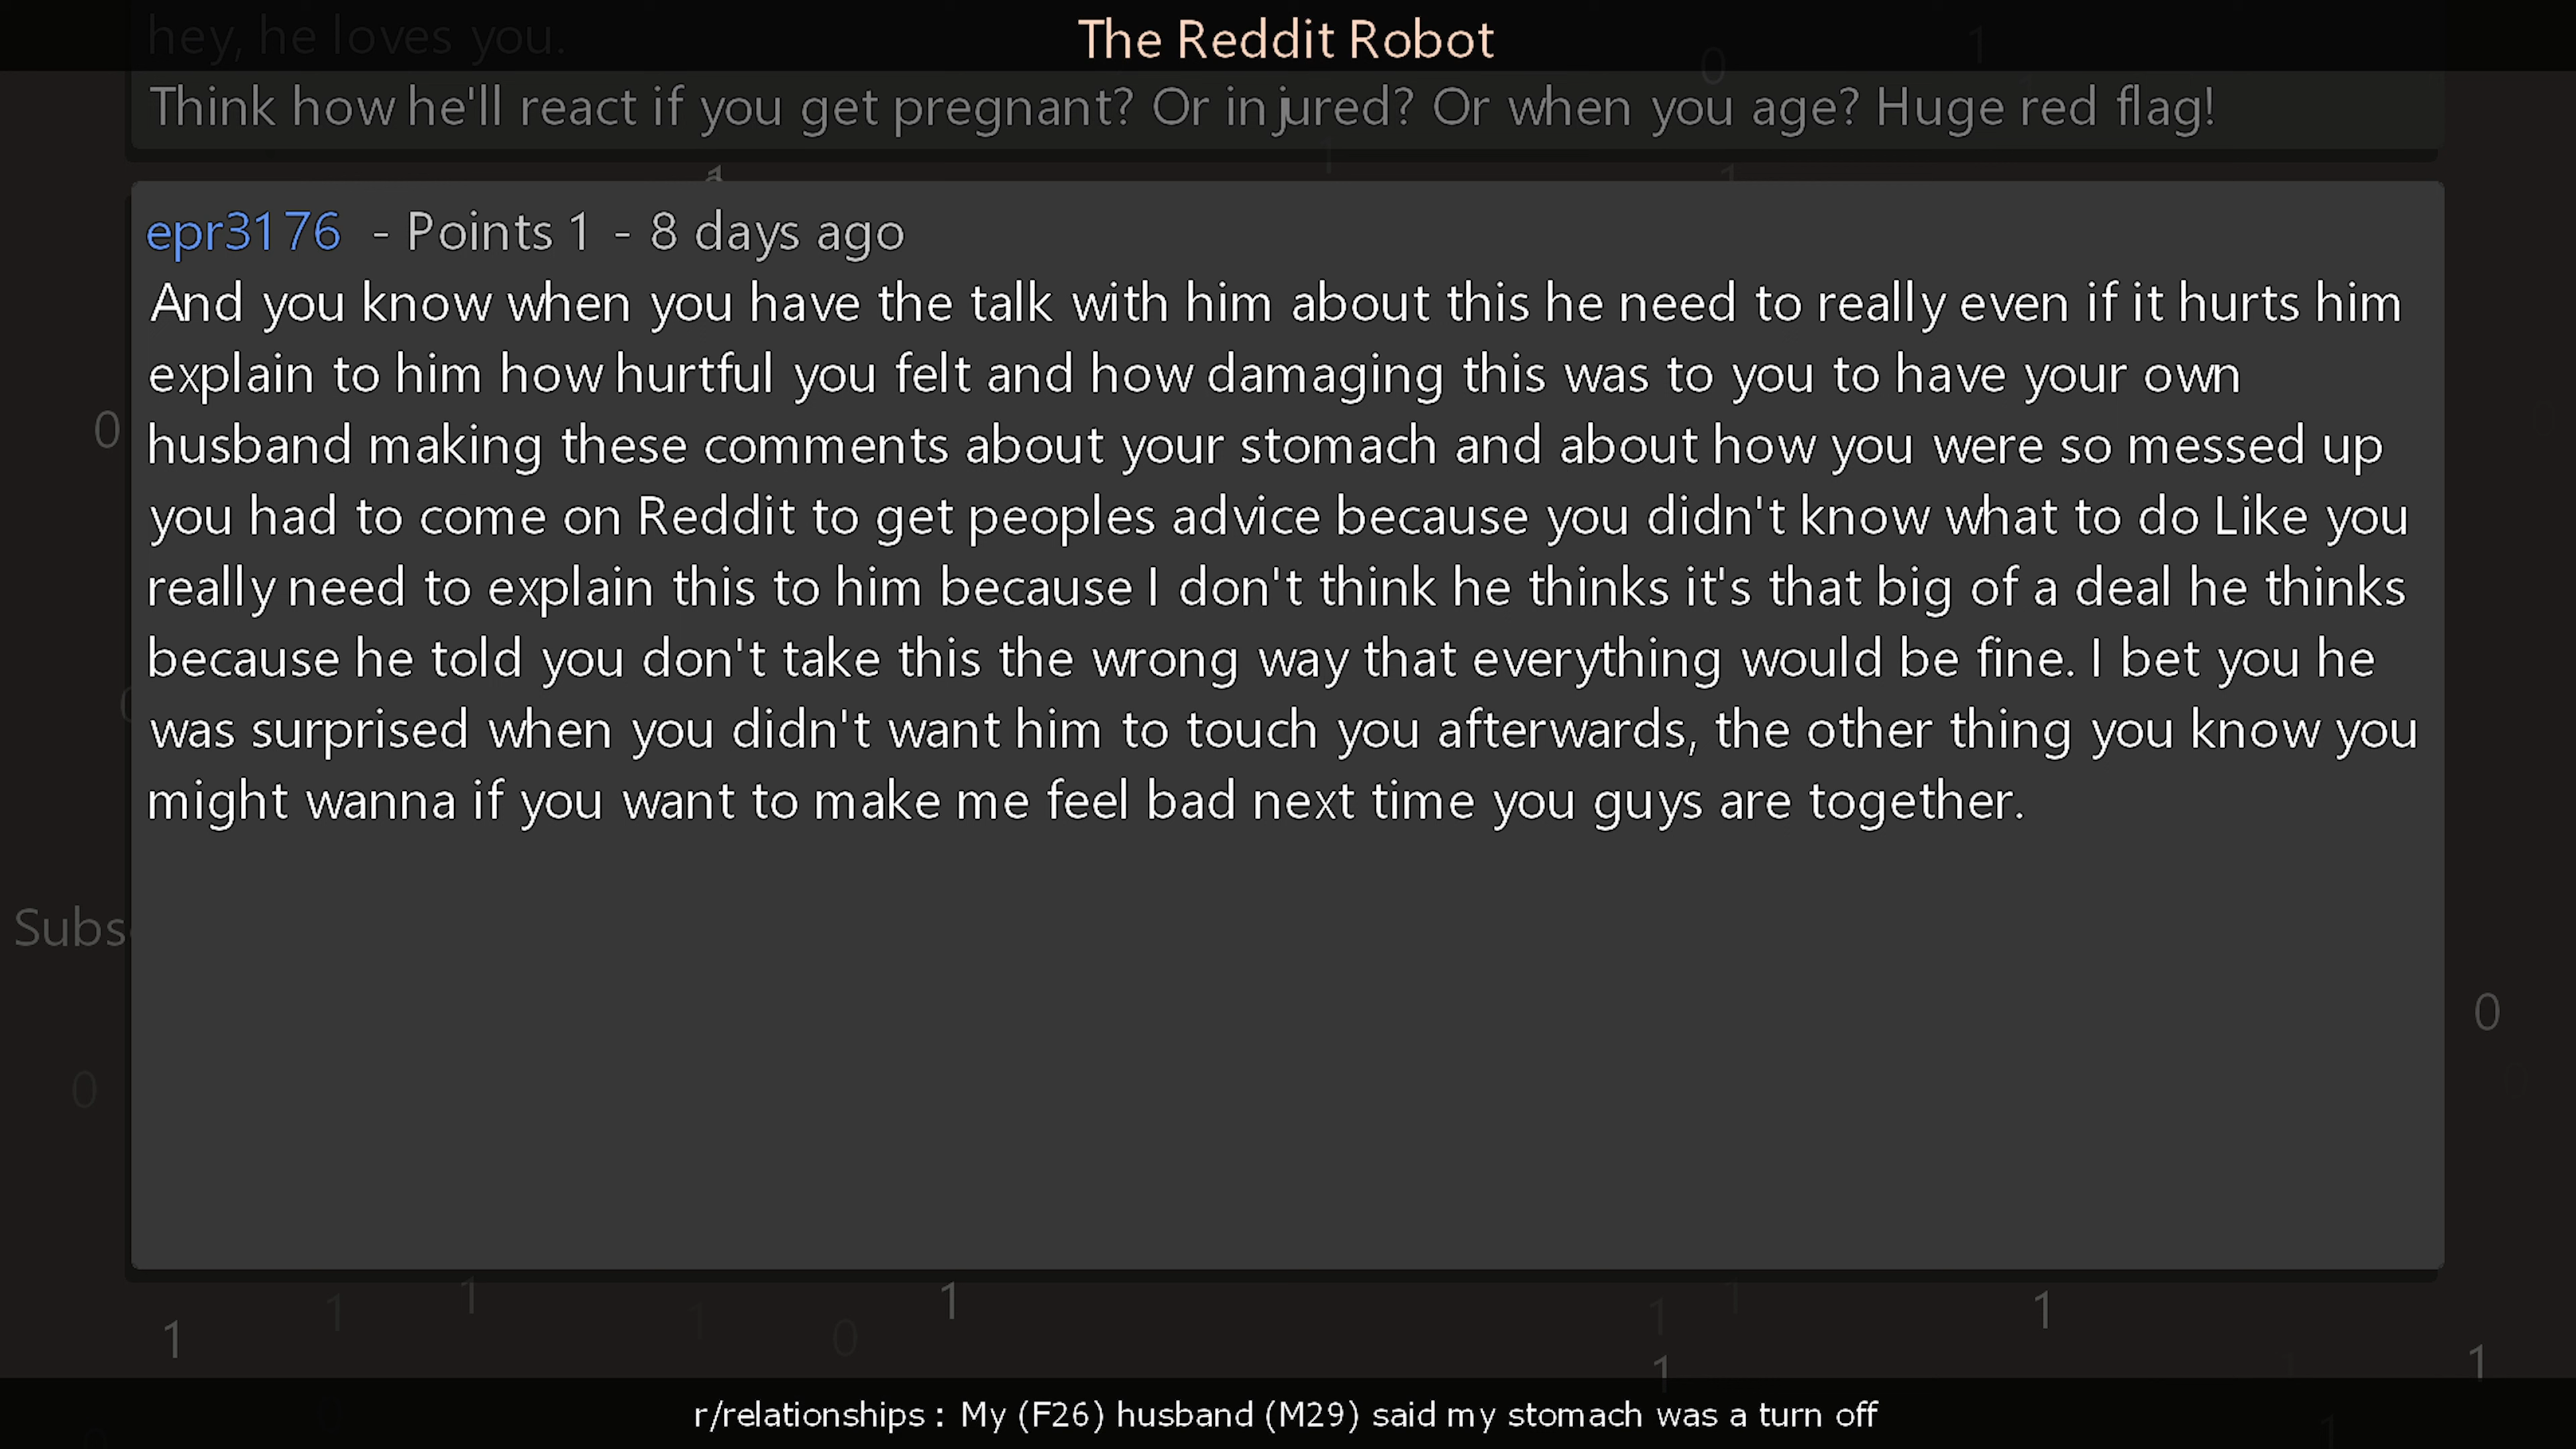 The Reddit Robot
hey, he loves you.
Think how he'll react if you get pregnant? Or injured? Or when you age? Huge red flag!
epr3176 - Points 1 - 8 days ago
And you know when you have the talk with him about this he need to really even if it hurts him
explain to him how hurtful you felt and how damaging this was to you to have your own
husband making these comments about your stomach and about how you were so messed up
you had to come on Reddit to get peoples advice because you didn't know what to do Like you
really need to explain this to him because I don't think he thinks it's that big of a deal he thinks
because he told you don't take this the wrong way that everything would be fine. I bet you he
was surprised when you didn't want him to touch you afterwards, the other thing you know you
might wanna if you want to make me feel bad next time you guys are together.
r/relationships : My (F26) husband (M29) said my stomach was a turn off